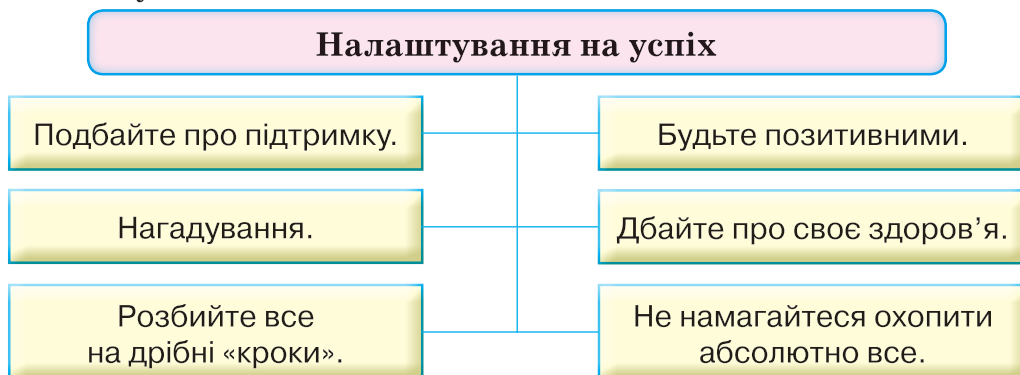 Налаштування на успіх
Подбайте про підтримку.
Будьте позитивними.
Нагадування.
Дбайте про своє здоров’я.
Розбийте все
на дрібні «кроки».
Не намагайтеся охопити
абсолютно все.